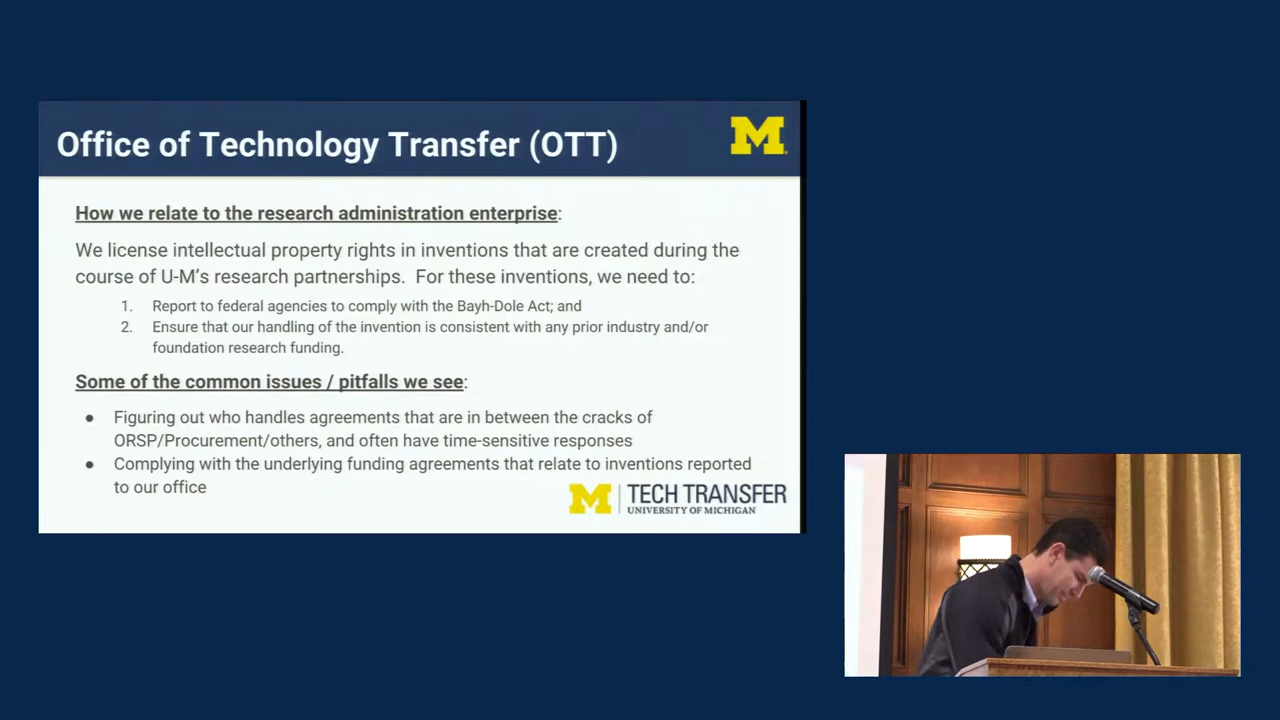 Office of Technology Transfer (OTT)
M
How we relate to the research administration enterprise:
We license intellectual property rights in inventions that are created during the
course of U-M's research partnerships. For these inventions, we need to:
1. Report to federal agencies to comply with the Bayh-Dole Act; and
2. Ensure that our handling of the invention is consistent with any prior industry and/or
foundation research funding.
Some of the common issues / pitfalls we see:
● Figuring out who handles agreements that are in between the cracks of
ORSP/Procurement/others, and often have time-sensitive responses
● Complying with the underlying funding agreements that relate to inventions reported
to our office
M | TECH TRANSFER
UNIVERSITY OF MICHIGAN